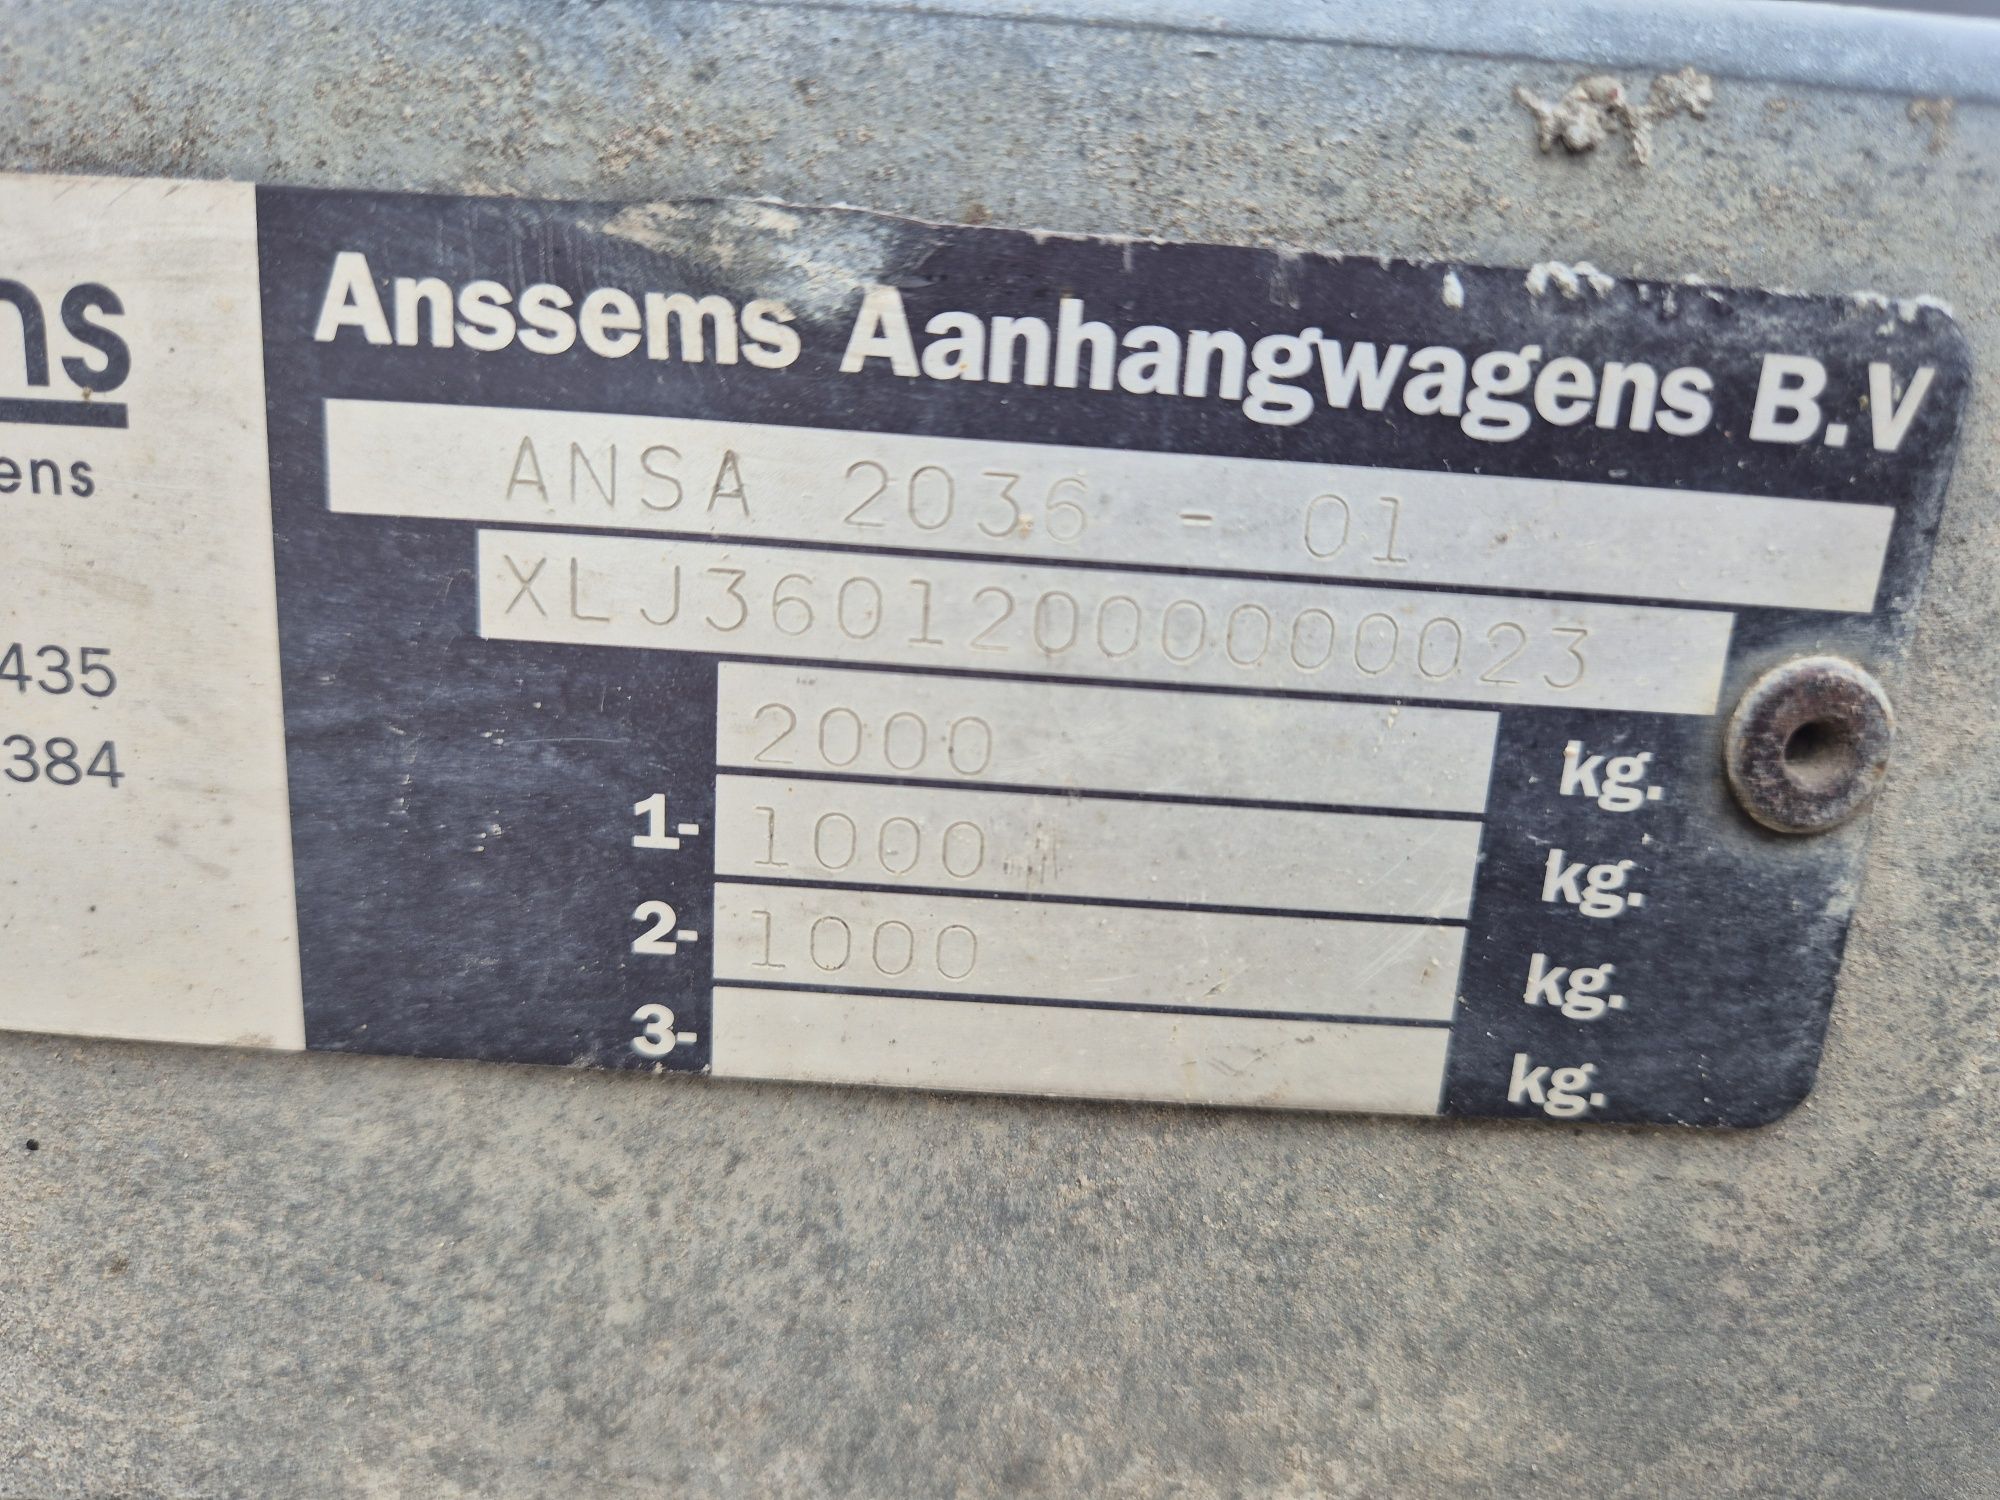 ns
ens
435
384
Anssems Aanhangwagens B.V
ANSA 2036 - 01
XLJ36012000000023
2000 kg.
1- 1000 kg.
2- 1000 kg.
3- kg.